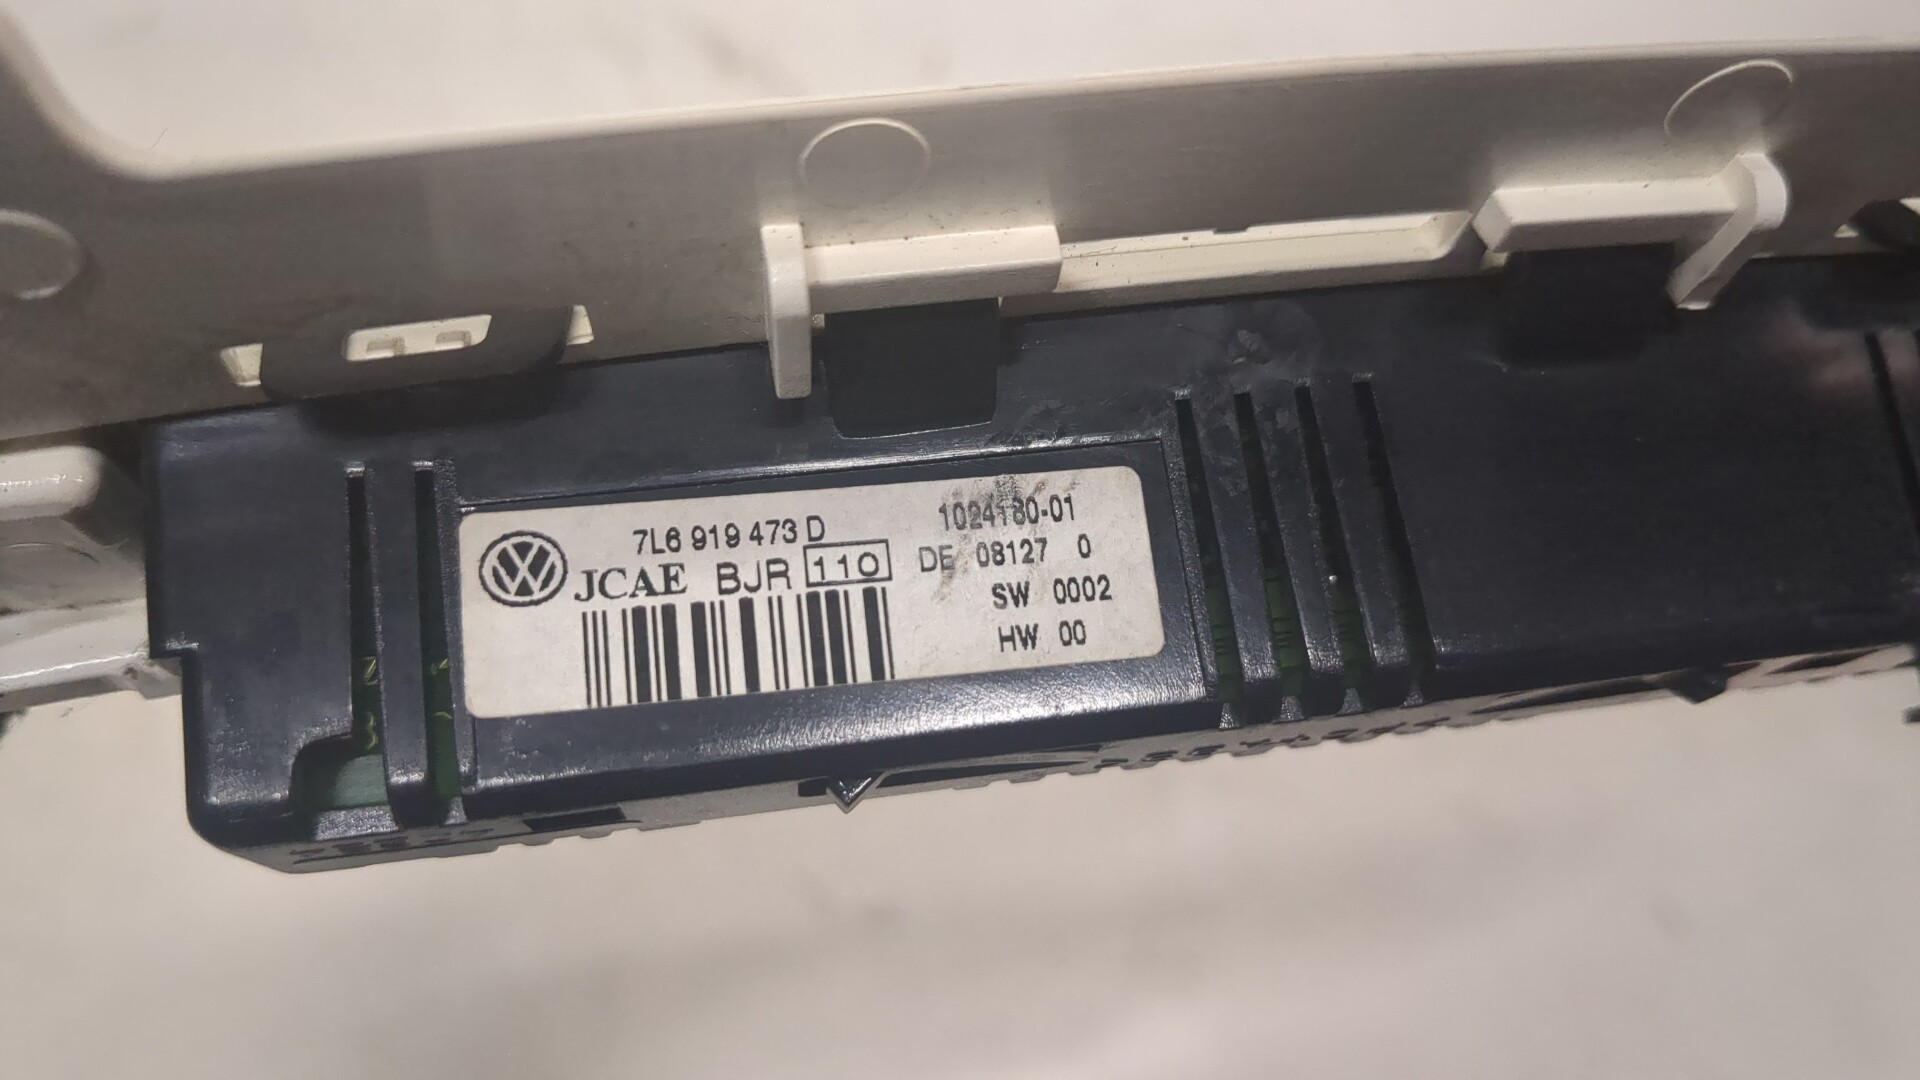 7L6 919 473 D
JCAE BJR 110
1024180-01
DE 08127 0
SW 0002
HW 00